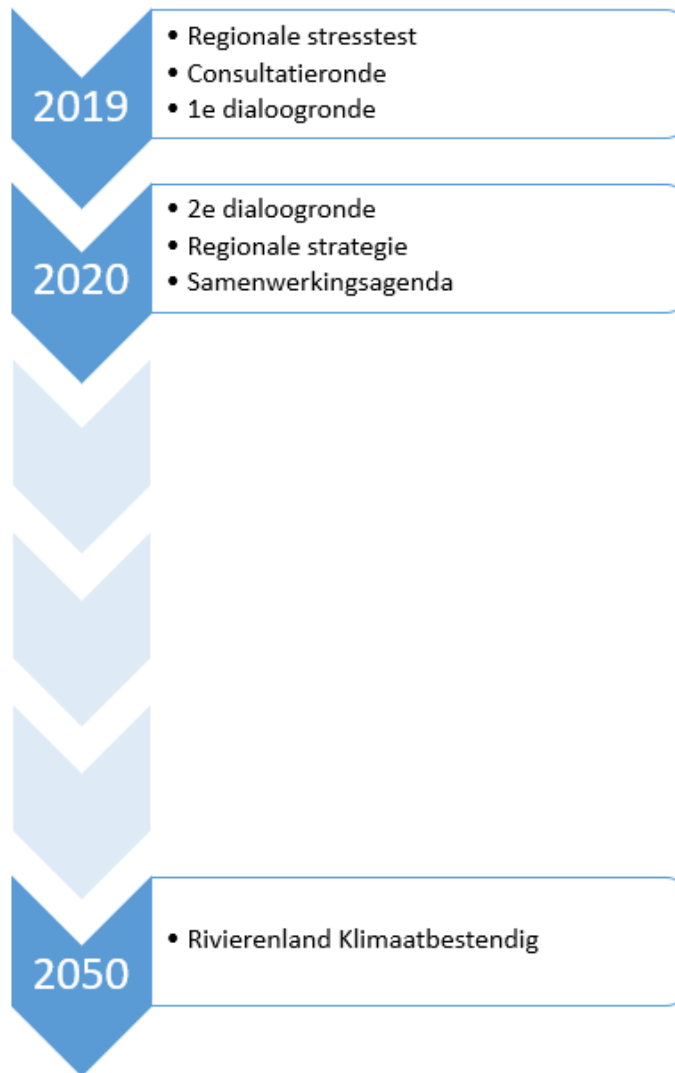 2019
• Regionale stresstest
• Consultatieronde
• 1e dialoogronde
2020
• 2e dialoogronde
• Regionale strategie
• Samenwerkingsagenda
2050
• Rivierenland Klimaatbestendig